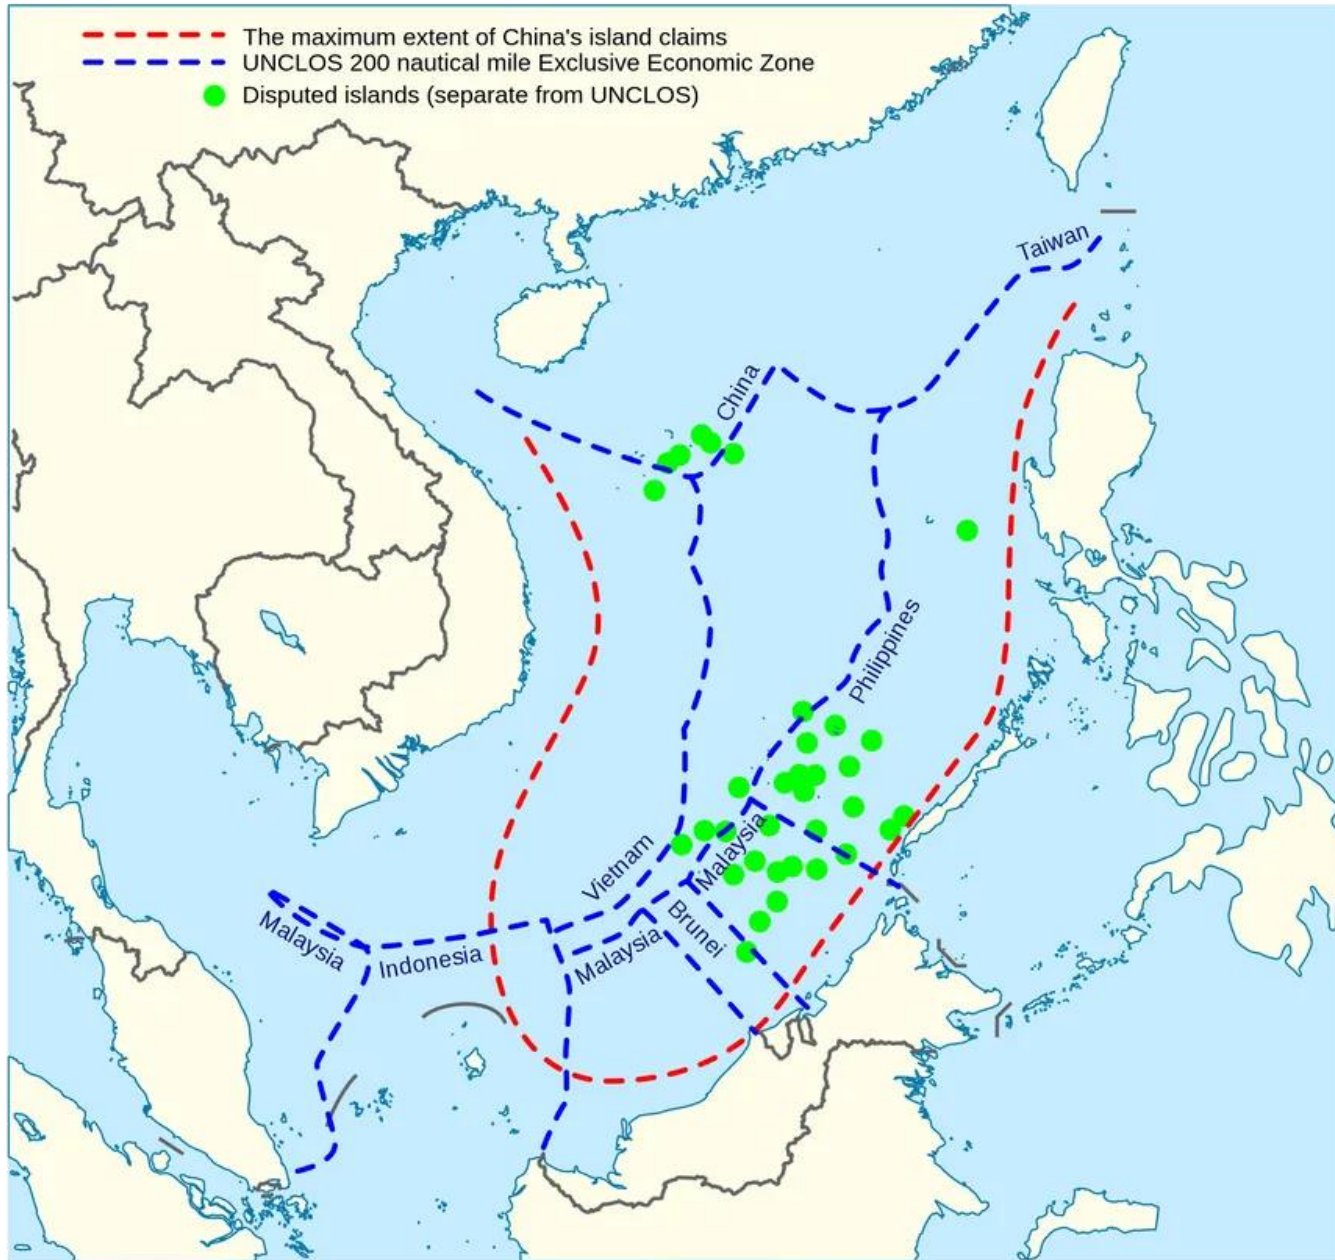 The maximum extent of China's island claims
UNCLOS 200 nautical mile Exclusive Economic Zone
Disputed islands (separate from UNCLOS)
Taiwan
China
Philippines
Malaysia
Vietnam
Brunei
Malaysia
Indonesia
Malaysia